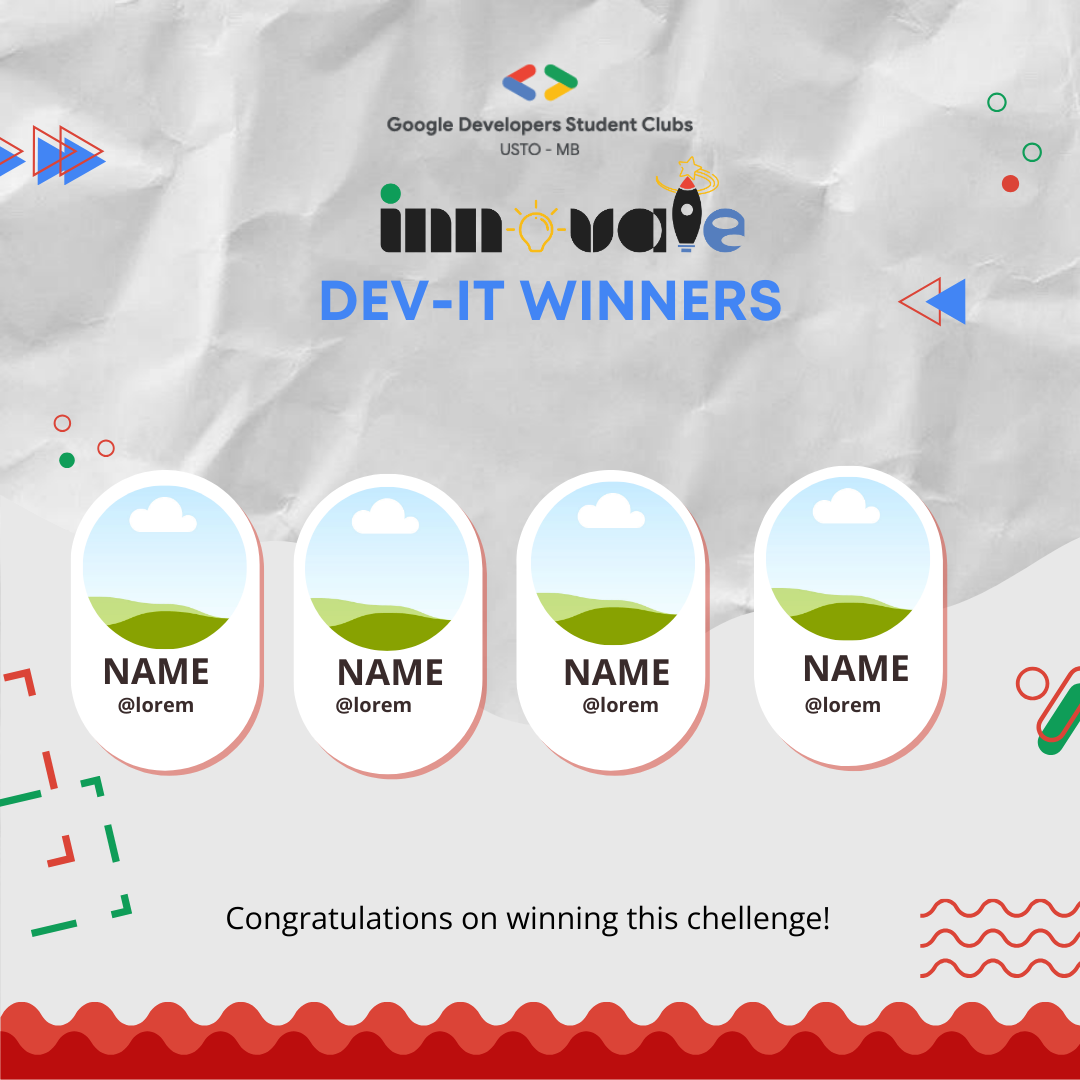 Google Developers Student Clubs
USTO - MB
innovate
DEV-IT WINNERS
NAME NAME NAME NAME
@lorem @lorem @lorem @lorem
Congratulations on winning this chellenge!